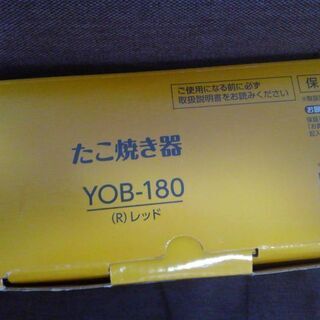 ご使用になる前に必ず
取扱説明書をお読みください
たこ焼き器
YOB-180
(R)レッド
保